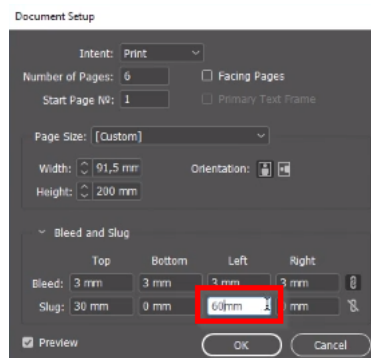 Document Setup
Intent: Print
Number of Pages: 6 Facing Pages
Start Page Nº: 1 Primary Text Frame
Page Size: [Custom]
Width: 91,5 mm Orientation:
Height: 200 mm
Bleed and Slug
Top Bottom Left Right
Bleed: 3 mm 3 mm 3 mm 3 mm
Slug: 30 mm 0 mm 60mm mm
Preview OK Cancel